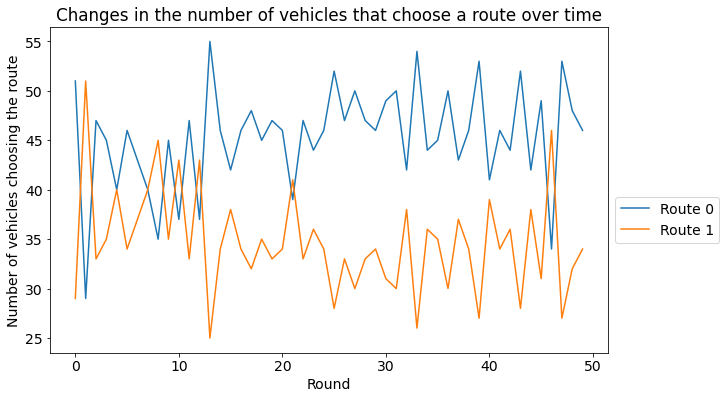 Changes in the number of vehicles that choose a route over time
Number of vehicles choosing the route
55
50
45
40
35
30
25
0
10
20
30
40
50
Round
Route 0
Route 1